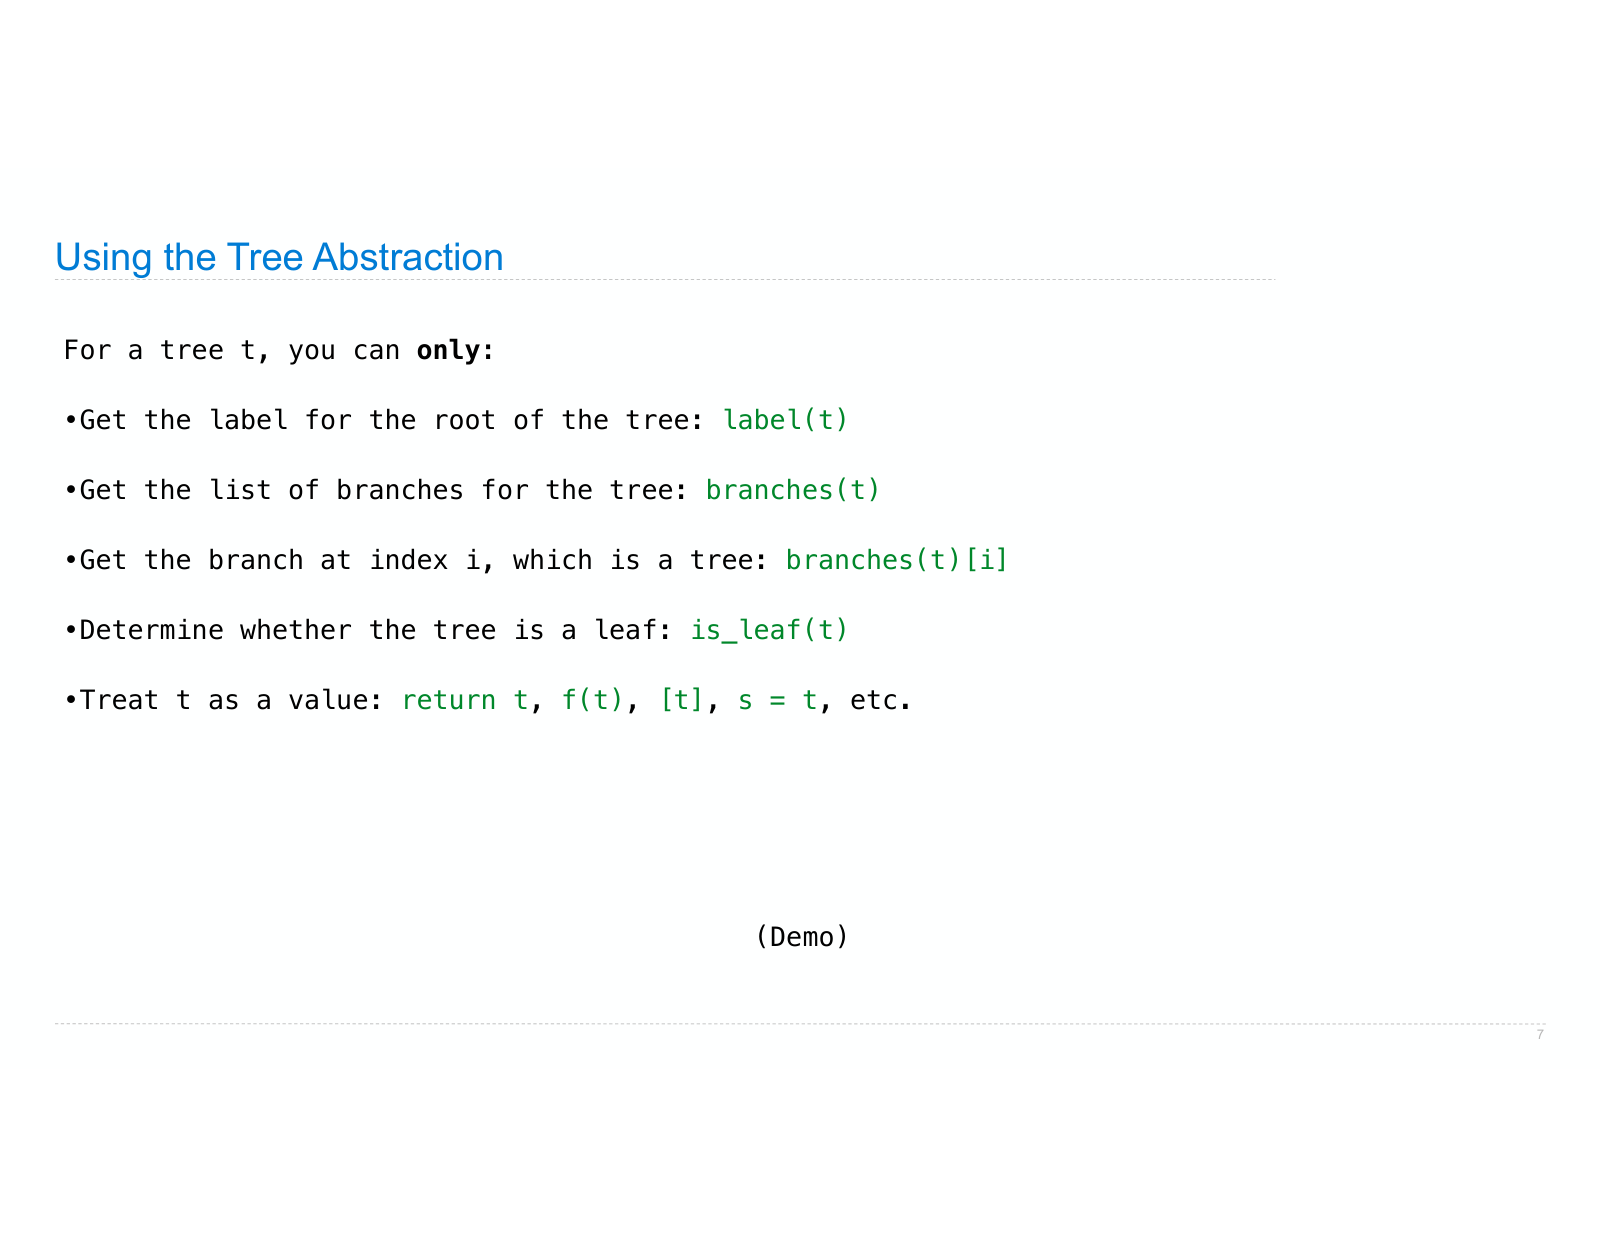 Using the Tree Abstraction
For a tree t, you can only:
•Get the label for the root of the tree: label(t)
•Get the list of branches for the tree: branches(t)
•Get the branch at index i, which is a tree: branches(t)[i]
•Determine whether the tree is a leaf: is_leaf(t)
•Treat t as a value: return t, f(t), [t], s = t, etc.
(Demo)
7